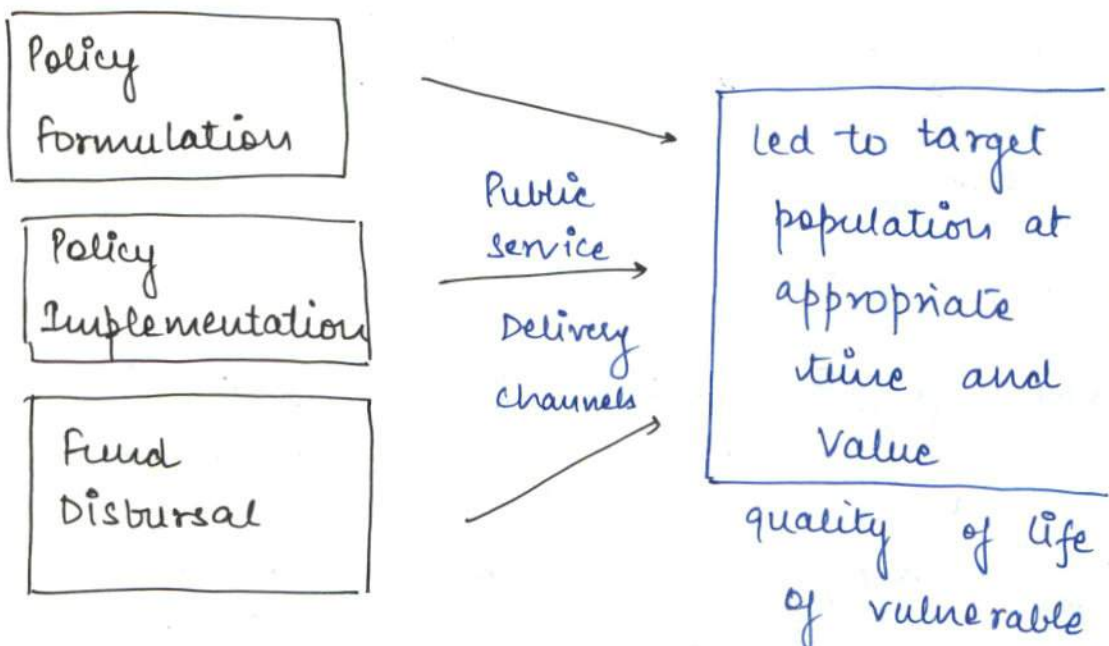 Policy
formulation
Policy
Implementation
Fund
Disbursal
Public
service
Delivery
channels
led to target
population at
appropriate
time and
value
quality of life
of vulnerable